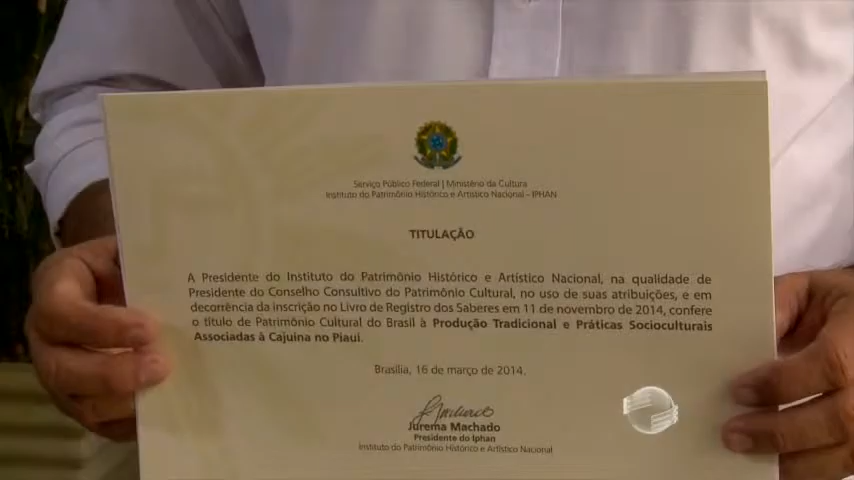 Serviço Público Federal | Ministério da Cultura
Instituto do Patrimônio Histórico e Artístico Nacional - IPHAN
TITULAÇÃO
A Presidente do Instituto do Patrimônio Histórico e Artístico Nacional, na qualidade de
Presidente do Conselho Consultivo do Patrimônio Cultural, no uso de suas atribuições, e em
decorrência da inscrição no Livro de Registro dos Saberes em 11 de novembro de 2014, confere
o título de Patrimônio Cultural do Brasil à Produção Tradicional e Práticas Socioculturais
Associadas à Cajuína no Piauí.
Brasília, 16 de março de 2014.
Jurema Machado
Presidente do Iphan
Instituto do Patrimônio Histórico e Artístico Nacional